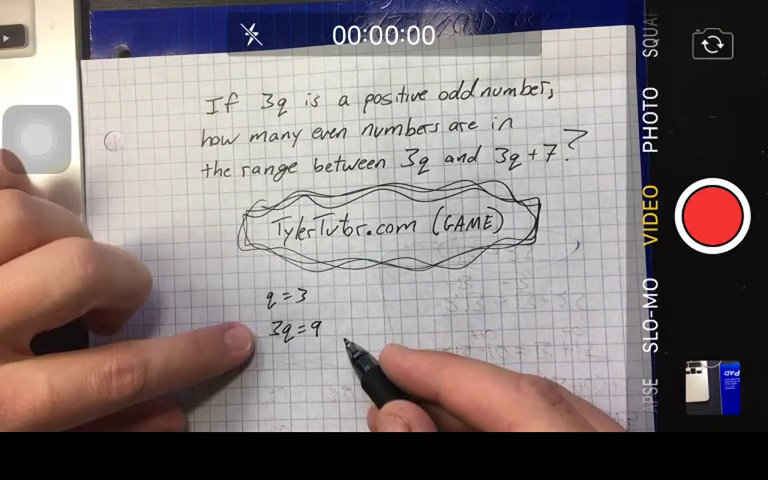 00:00:00
If 3q is a positive odd number,
how many even numbers are in
the range between 3q and 3q + 7?
TylerTutor.com (GAME)
q = 3
3q = 9
SQUA
PHOTO
VIDEO
SLO-MO
APSE
PAD